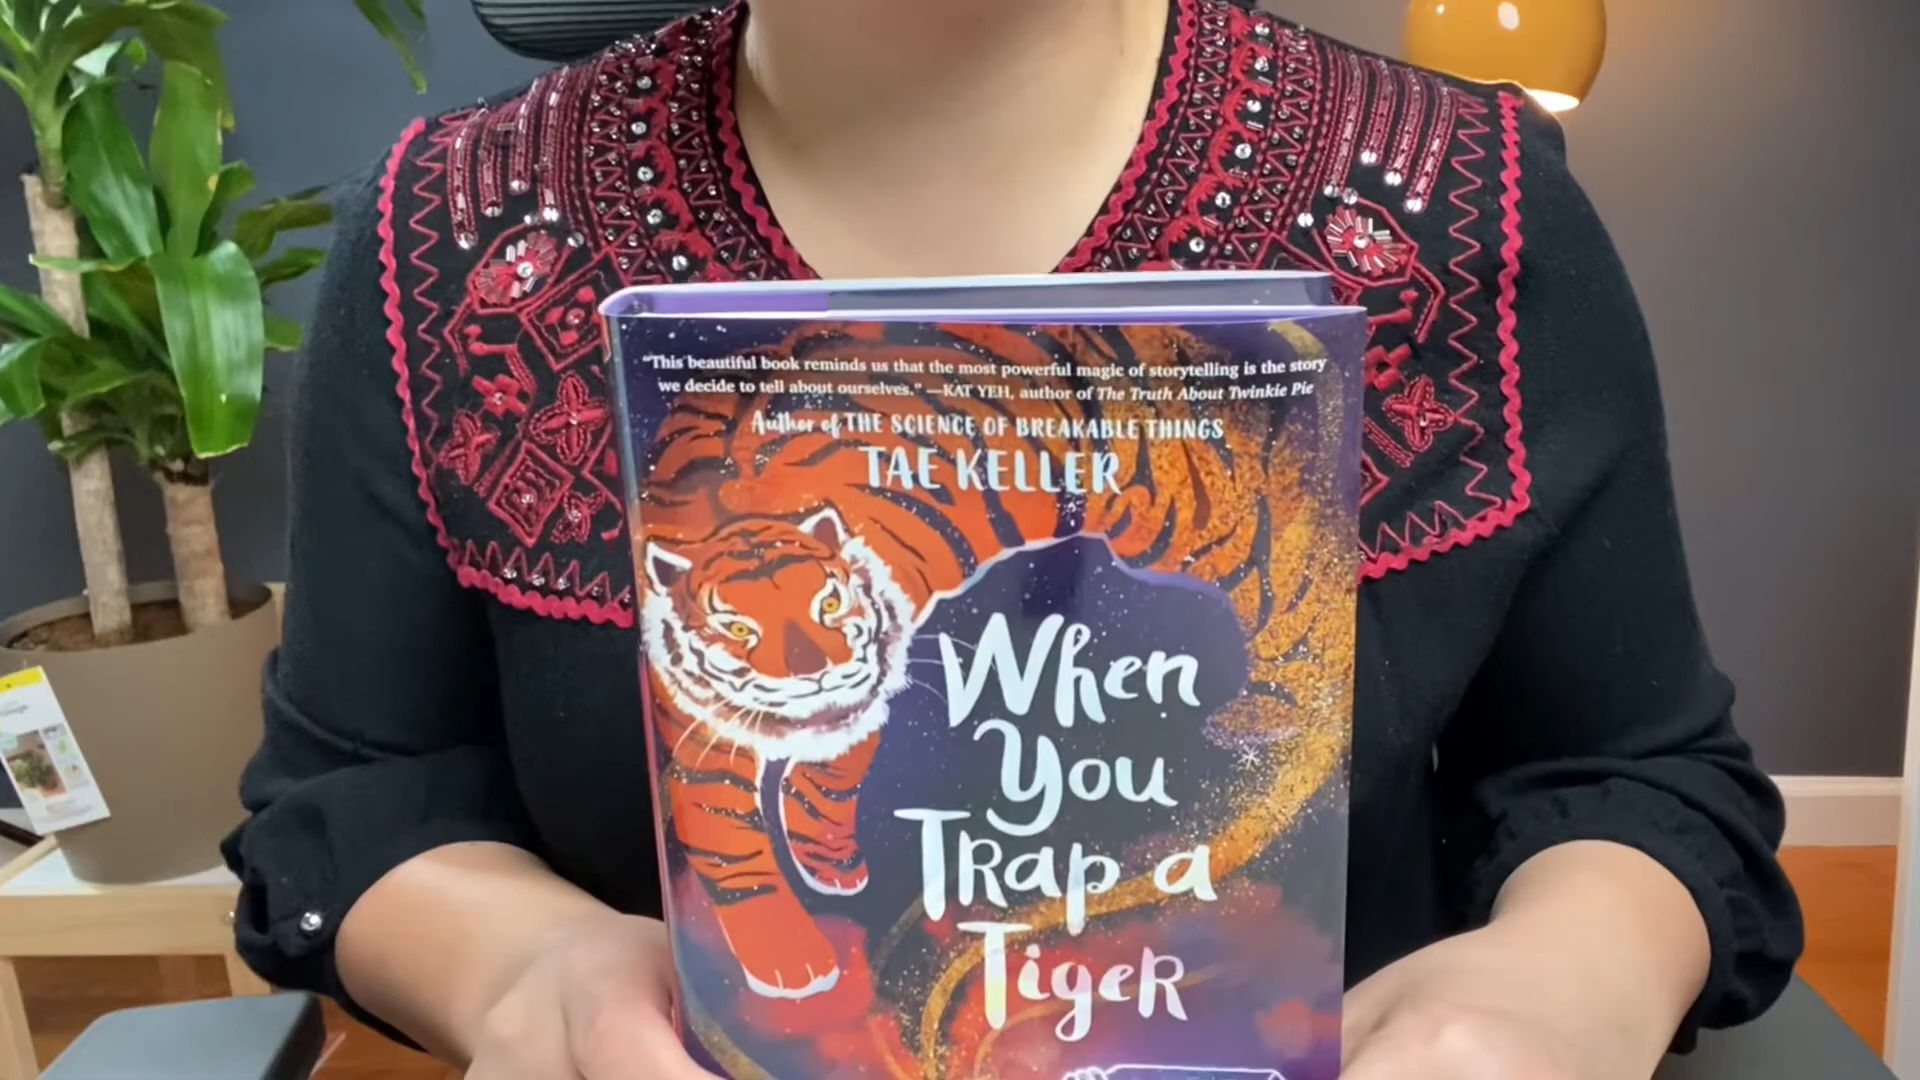 "This beautiful book reminds us that the most powerful magic of storytelling is the story
we decide to tell about ourselves." —KAT YEH, author of The Truth About Twinkie Pie
Author of THE SCIENCE OF BREAKABLE THINGS
TAE KELLER
When
You
Trap a
Tiger